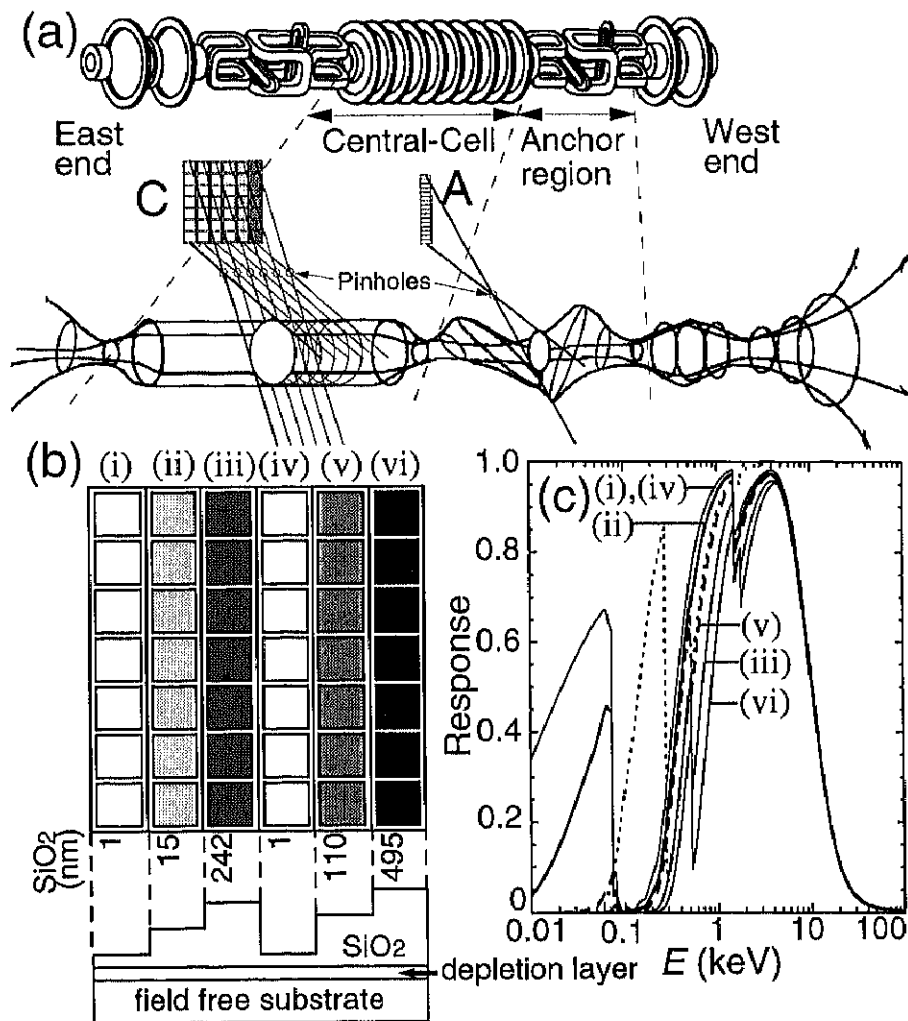 (a)
East
end
Central-Cell
Anchor
region
West
end
C
A
Pinholes
(b)
(i) (ii) (iii) (iv) (v) (vi)
SiO2
(nm)
1 15 242 1 110 495
SiO2
depletion layer
field free substrate
(c)
(i),(iv)
(ii)
(v)
(iii)
(vi)
Response
1.0
0.8
0.6
0.4
0.2
0
0.01 0.1 1 10 100
E (keV)